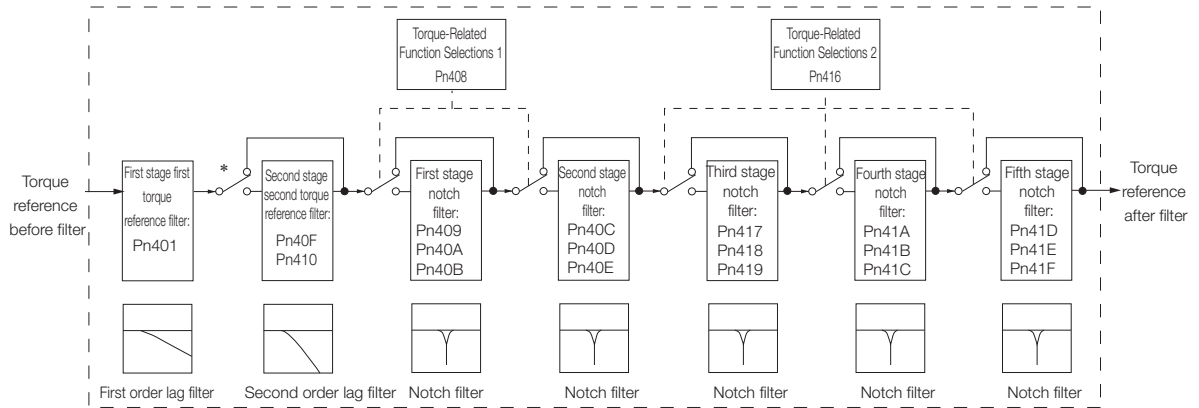 Torque-Related
Function Selections 1
Pn408
Torque-Related
Function Selections 2
Pn416
Torque
reference
before filter
First stage first
torque
reference filter:
Pn401
*
Second stage
second torque
reference filter:
Pn40F
Pn410
First stage
notch
filter:
Pn409
Pn40A
Pn40B
Second stage
notch
filter:
Pn40C
Pn40D
Pn40E
Third stage
notch
filter:
Pn417
Pn418
Pn419
Fourth stage
notch
filter:
Pn41A
Pn41B
Pn41C
Fifth stage
notch
filter:
Pn41D
Pn41E
Pn41F
Torque
reference
after filter
First order lag filter
Second order lag filter
Notch filter
Notch filter
Notch filter
Notch filter
Notch filter